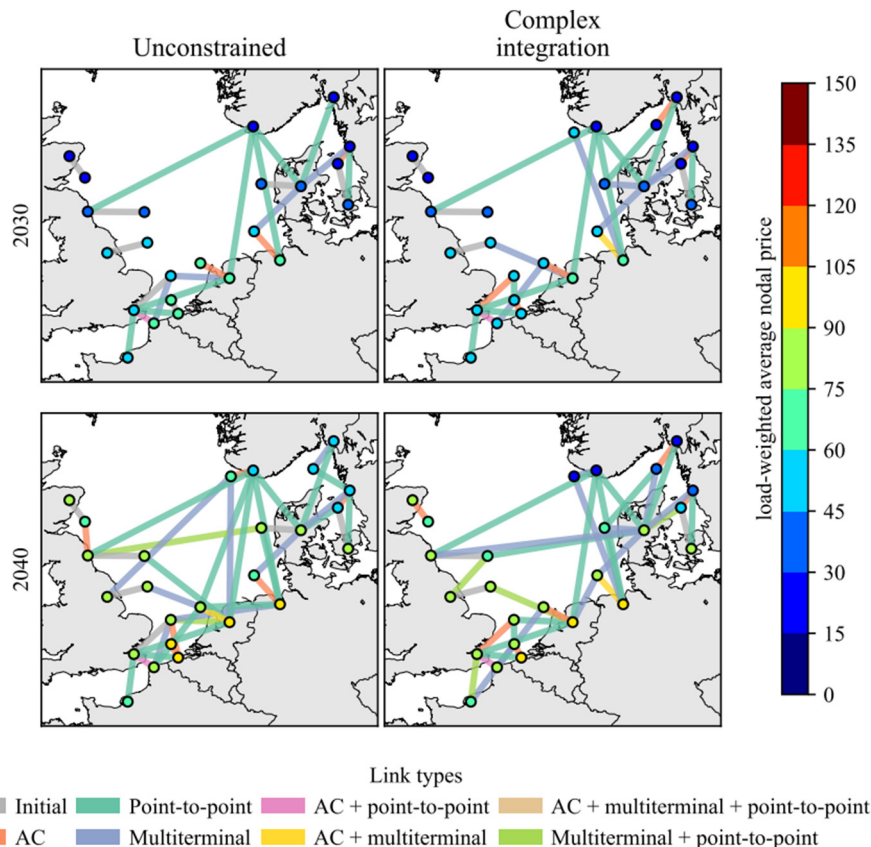 Complex
Unconstrained
integration
2030
2040
150
135
120
105
90
75
60
45
30
15
0
load-weighted average nodal price
Link types
Initial Point-to-point AC + point-to-point AC + multiterminal + point-to-point
AC Multiterminal AC + multiterminal Multiterminal + point-to-point